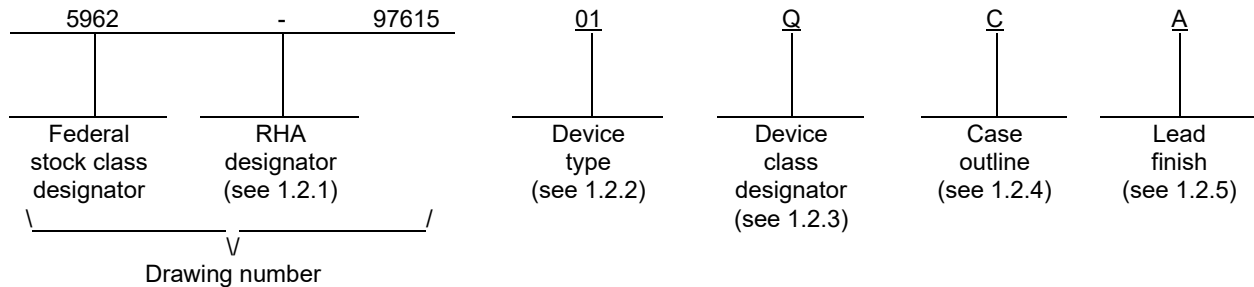 5962 - 97615 01 Q C A
Federal stock class designator
RHA designator (see 1.2.1)
Device type (see 1.2.2)
Device class designator (see 1.2.3)
Case outline (see 1.2.4)
Lead finish (see 1.2.5)
\ /
\/
Drawing number